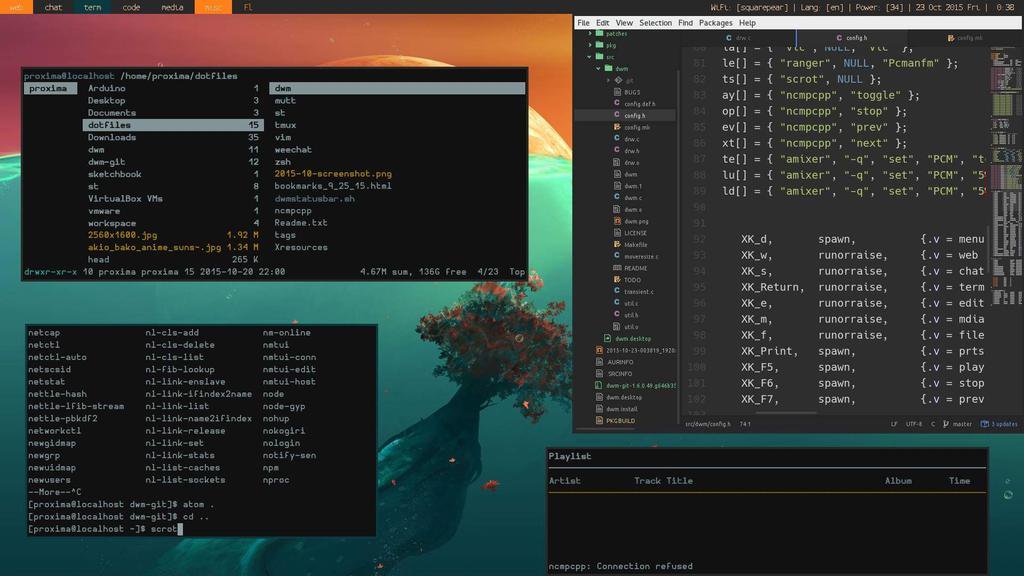 web chat term code media misc Fl WiFi: [squarepear] | Lang: [en] | Power: [34] | 23 Oct 2015 Fri | 0:38
proxima@localhost /home/proxima/dotfiles
proxima Arduino 1 dwm
Desktop 3 mutt
Documents 3 st
dotfiles 15 tmux
Downloads 35 vim
dwm 11 weechat
dwm-git 12 zsh
sketchbook 1 2015-10-screenshot.png
st 8 bookmarks_9_25_15.html
VirtualBox VMs 1 dwmstatusbar.sh
vmware 1 ncmpcpp
workspace 4 Readme.txt
2560x1600.jpg 1.92 M tags
akio_bako_anime_suns~.jpg 1.34 M Xresources
head 265 K
drwxr-xr-x 10 proxima proxima 15 2015-10-20 22:00 4.67M sum, 136G free 4/23 Top
netcap nl-cls-add nm-online
netctl nl-cls-delete nmtui
netctl-auto nl-cls-list nmtui-conn
netscsid nl-fib-lookup nmtui-edit
netstat nl-link-enslave nmtui-host
nettle-hash nl-link-ifindex2name node
nettle-lfib-stream nl-link-list node-gyp
nettle-pbkdf2 nl-link-name2ifindex nohup
networkctl nl-link-release nokogiri
newgidmap nl-link-set nologin
newgrp nl-link-stats notify-sen
newuidmap nl-list-caches npm
newusers nl-list-sockets nproc
--More--^C
[proxima@localhost dwm-git]$ atom .
[proxima@localhost dwm-git]$ cd ..
[proxima@localhost ~]$ scrot
File Edit View Selection Find Packages Help
patches
pkg
src
dwm
.git
BUGS
config.def.h
config.h
config.mk
drw.c
drw.h
drw.o
dwm
dwm.1
dwm.c
dwm.o
dwm.png
LICENSE
Makefile
moveresize.c
README
TODO
transient.c
util.c
util.h
util.o
dwm.desktop
2015-10-23-003819_1920
.AURINFO
.SRCINFO
dwm-git-1.6.0.49.g646b35
dwm.desktop
dwm.install
PKGBUILD
drw.c config.h config.mk
80 la[] = { "vlc", NULL, "Vlc" };
81 le[] = { "ranger", NULL, "Pcmanfm" };
82 ts[] = { "scrot", NULL };
83 ay[] = { "ncmpcpp", "toggle" };
84 op[] = { "ncmpcpp", "stop" };
85 ev[] = { "ncmpcpp", "prev" };
86 xt[] = { "ncmpcpp", "next" };
87 te[] = { "amixer", "-q", "set", "PCM", "t
88 lu[] = { "amixer", "-q", "set", "PCM", "5
89 ld[] = { "amixer", "-q", "set", "PCM", "5
90
91
92 XK_d, spawn, {.v = menu
93 XK_w, runorraise, {.v = web
94 XK_s, runorraise, {.v = chat
95 XK_Return, runorraise, {.v = term
96 XK_e, runorraise, {.v = edit
97 XK_m, runorraise, {.v = mdia
98 XK_f, runorraise, {.v = file
99 XK_Print, spawn, {.v = prts
100 XK_F5, spawn, {.v = play
101 XK_F6, spawn, {.v = stop
102 XK_F7, spawn, {.v = prev
src/dwm/config.h 74:1 LF UTF-8 C master 3 updates
Playlist
Artist Track Title Album Time
ncmpcpp: Connection refused